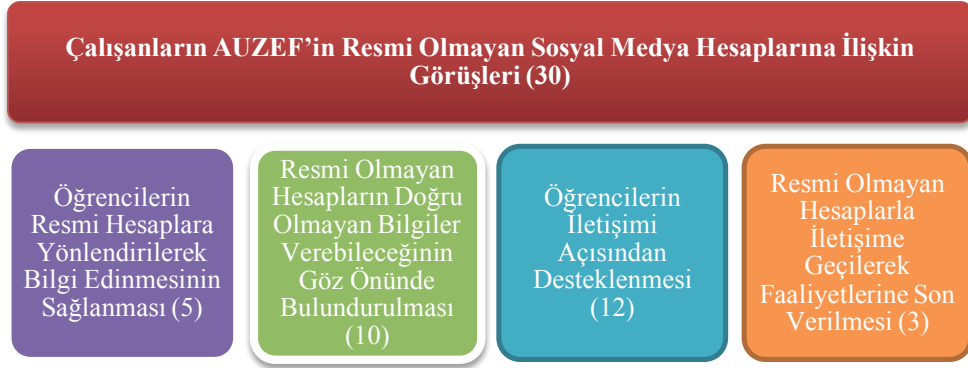 Çalışanların AUZEF’in Resmi Olmayan Sosyal Medya Hesaplarına İlişkin
Görüşleri (30)
Öğrencilerin
Resmi Hesaplara
Yönlendirilerek
Bilgi Edinmesinin
Sağlanması (5)
Resmi Olmayan
Hesapların Doğru
Olmayan Bilgiler
Verebileceğinin
Göz Önünde
Bulundurulması
(10)
Öğrencilerin
İletişimi
Açısından
Desteklenmesi
(12)
Resmi Olmayan
Hesaplarla
İletişime
Geçilerek
Faaliyetlerine Son
Verilmesi (3)